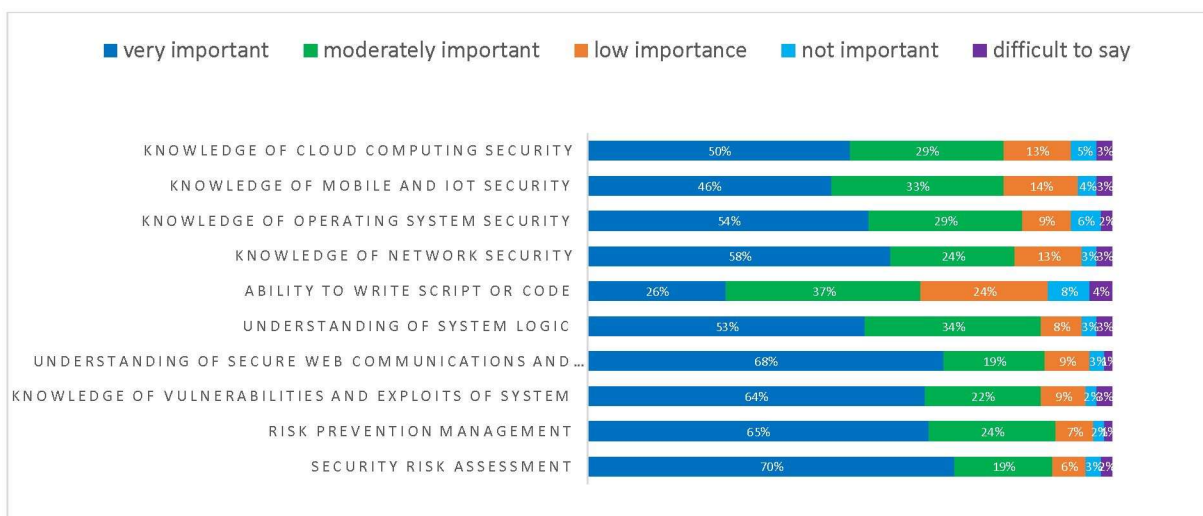 very important moderately important low importance not important difficult to say
KNOWLEDGE OF CLOUD COMPUTING SECURITY 50% 29% 13% 5% 3%
KNOWLEDGE OF MOBILE AND IOT SECURITY 46% 33% 14% 4% 3%
KNOWLEDGE OF OPERATING SYSTEM SECURITY 54% 29% 9% 6% 2%
KNOWLEDGE OF NETWORK SECURITY 58% 24% 13% 3% 3%
ABILITY TO WRITE SCRIPT OR CODE 26% 37% 24% 8% 4%
UNDERSTANDING OF SYSTEM LOGIC 53% 34% 8% 3% 3%
UNDERSTANDING OF SECURE WEB COMMUNICATIONS AND... 68% 19% 9% 3% 1%
KNOWLEDGE OF VULNERABILITIES AND EXPLOITS OF SYSTEM 64% 22% 9% 2% 3%
RISK PREVENTION MANAGEMENT 65% 24% 7% 2% 1%
SECURITY RISK ASSESSMENT 70% 19% 6% 3% 2%